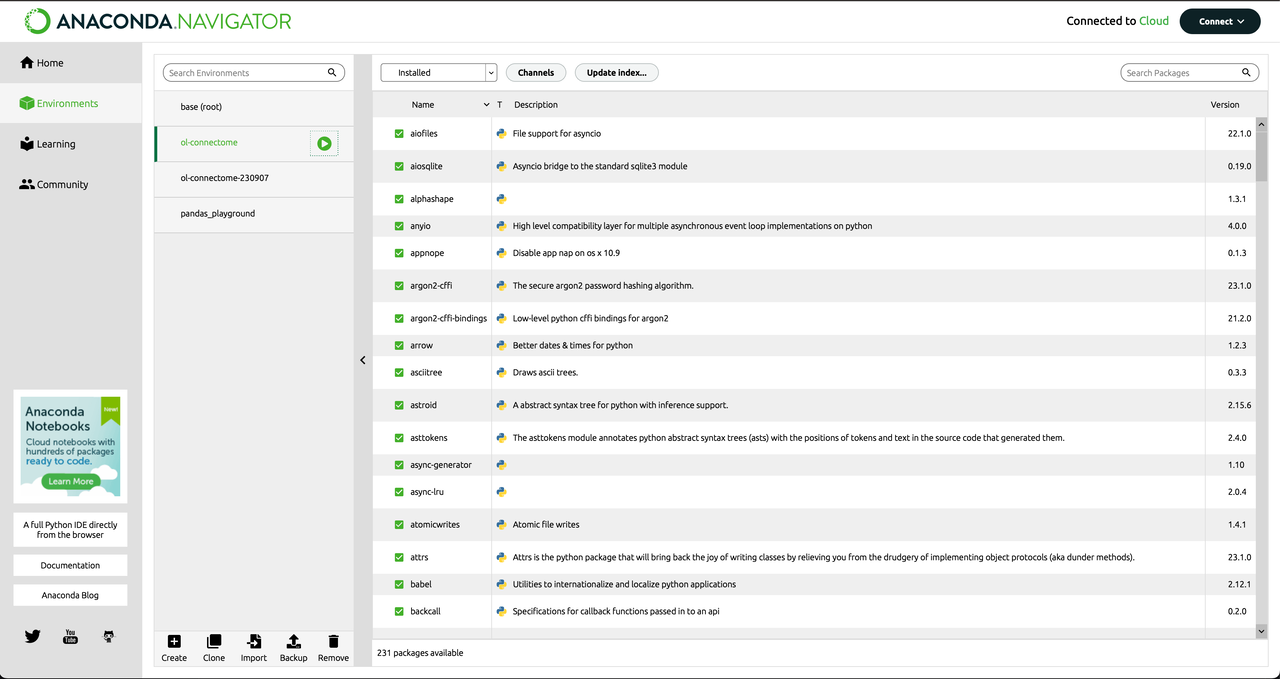 ANACONDA.NAVIGATOR
Connected to Cloud
Connect
Home
Environments
Learning
Community
Anaconda
Notebooks
New!
Cloud notebooks with
hundreds of packages
ready to code.
Learn More
A full Python IDE directly
from the browser
Documentation
Anaconda Blog
You
Tube
Search Environments
base (root)
ol-connectome
ol-connectome-230907
pandas_playground
Create
Clone
Import
Backup
Remove
Installed
Channels
Update index...
Search Packages
Name T Description Version
aiofiles File support for asyncio 22.1.0
aiosqlite Asyncio bridge to the standard sqlite3 module 0.19.0
alphashape 1.3.1
anyio High level compatibility layer for multiple asynchronous event loop implementations on python 4.0.0
appnope Disable app nap on os x 10.9 0.1.3
argon2-cffi The secure argon2 password hashing algorithm. 23.1.0
argon2-cffi-bindings Low-level python cffi bindings for argon2 21.2.0
arrow Better dates & times for python 1.2.3
asciitree Draws ascii trees. 0.3.3
astroid A abstract syntax tree for python with inference support. 2.15.6
asttokens The asttokens module annotates python abstract syntax trees (asts) with the positions of tokens and text in the source code that generated them. 2.4.0
async-generator 1.10
async-lru 2.0.4
atomicwrites Atomic file writes 1.4.1
attrs Attrs is the python package that will bring back the joy of writing classes by relieving you from the drudgery of implementing object protocols (aka dunder methods). 23.1.0
babel Utilities to internationalize and localize python applications 2.12.1
backcall Specifications for callback functions passed in to an api 0.2.0
231 packages available